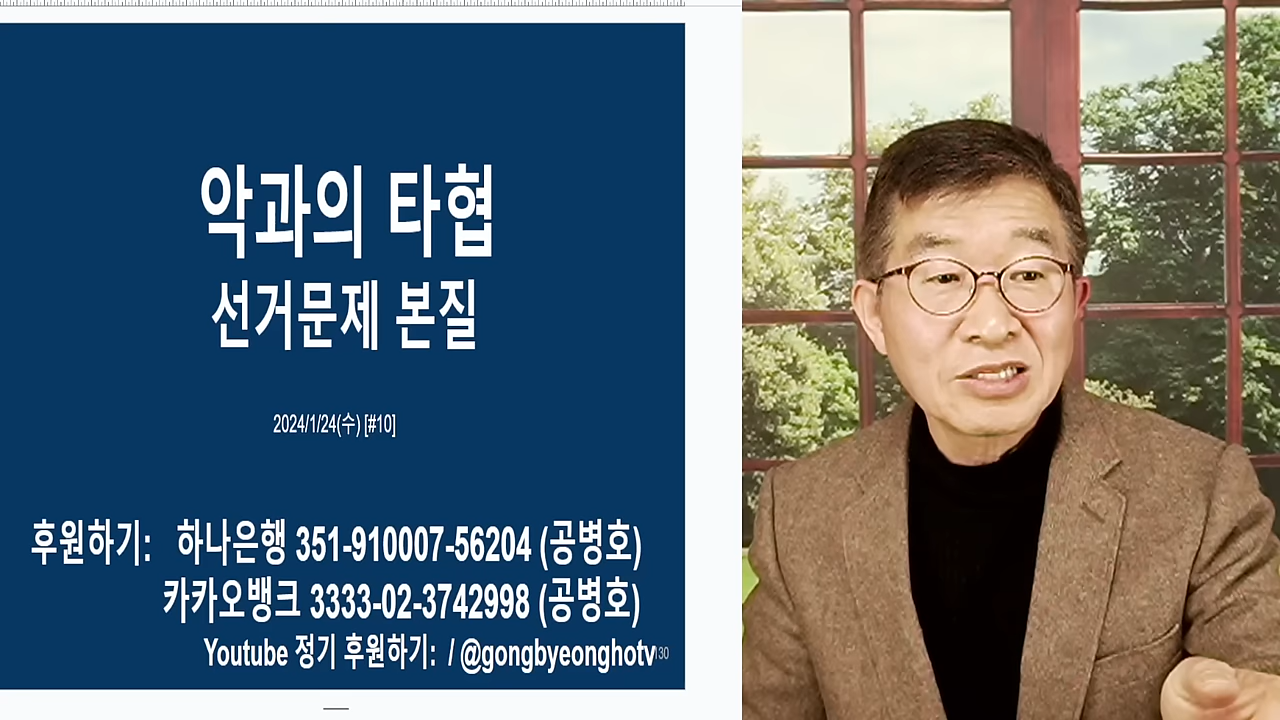 악과의 타협
선거문제 본질
2024/1/24(수) [#10]
후원하기: 하나은행 351-910007-56204 (공병호)
카카오뱅크 3333-02-3742998 (공병호)
Youtube 정기 후원하기: / @gongbyeonghotv
130